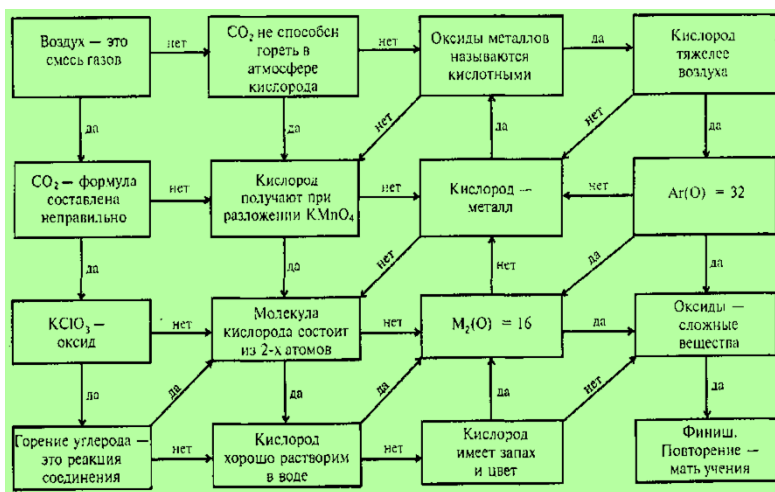 Воздух — это
смесь газов
нет
CO₂ не способен
гореть в
атмосфере
кислорода
нет
Оксиды металлов
называются
кислотными
да
Кислород
тяжелее
воздуха
да
да
нет
да
нет
да
CO₂ — формула
составлена
неправильно
нет
Кислород
получают при
разложении KMnO₄
нет
Кислород —
металл
нет
Ar(O) = 32
да
да
нет
нет
да
да
KClO₃ —
оксид
нет
Молекула
кислорода состоит
из 2-х атомов
нет
M₂(O) = 16
да
Оксиды —
сложные
вещества
да
да
да
да
да
нет
Горение углерода —
это реакция
соединения
нет
Кислород
хорошо растворим
в воде
нет
Кислород
имеет запах
и цвет
Финиш.
Повторение —
мать учения